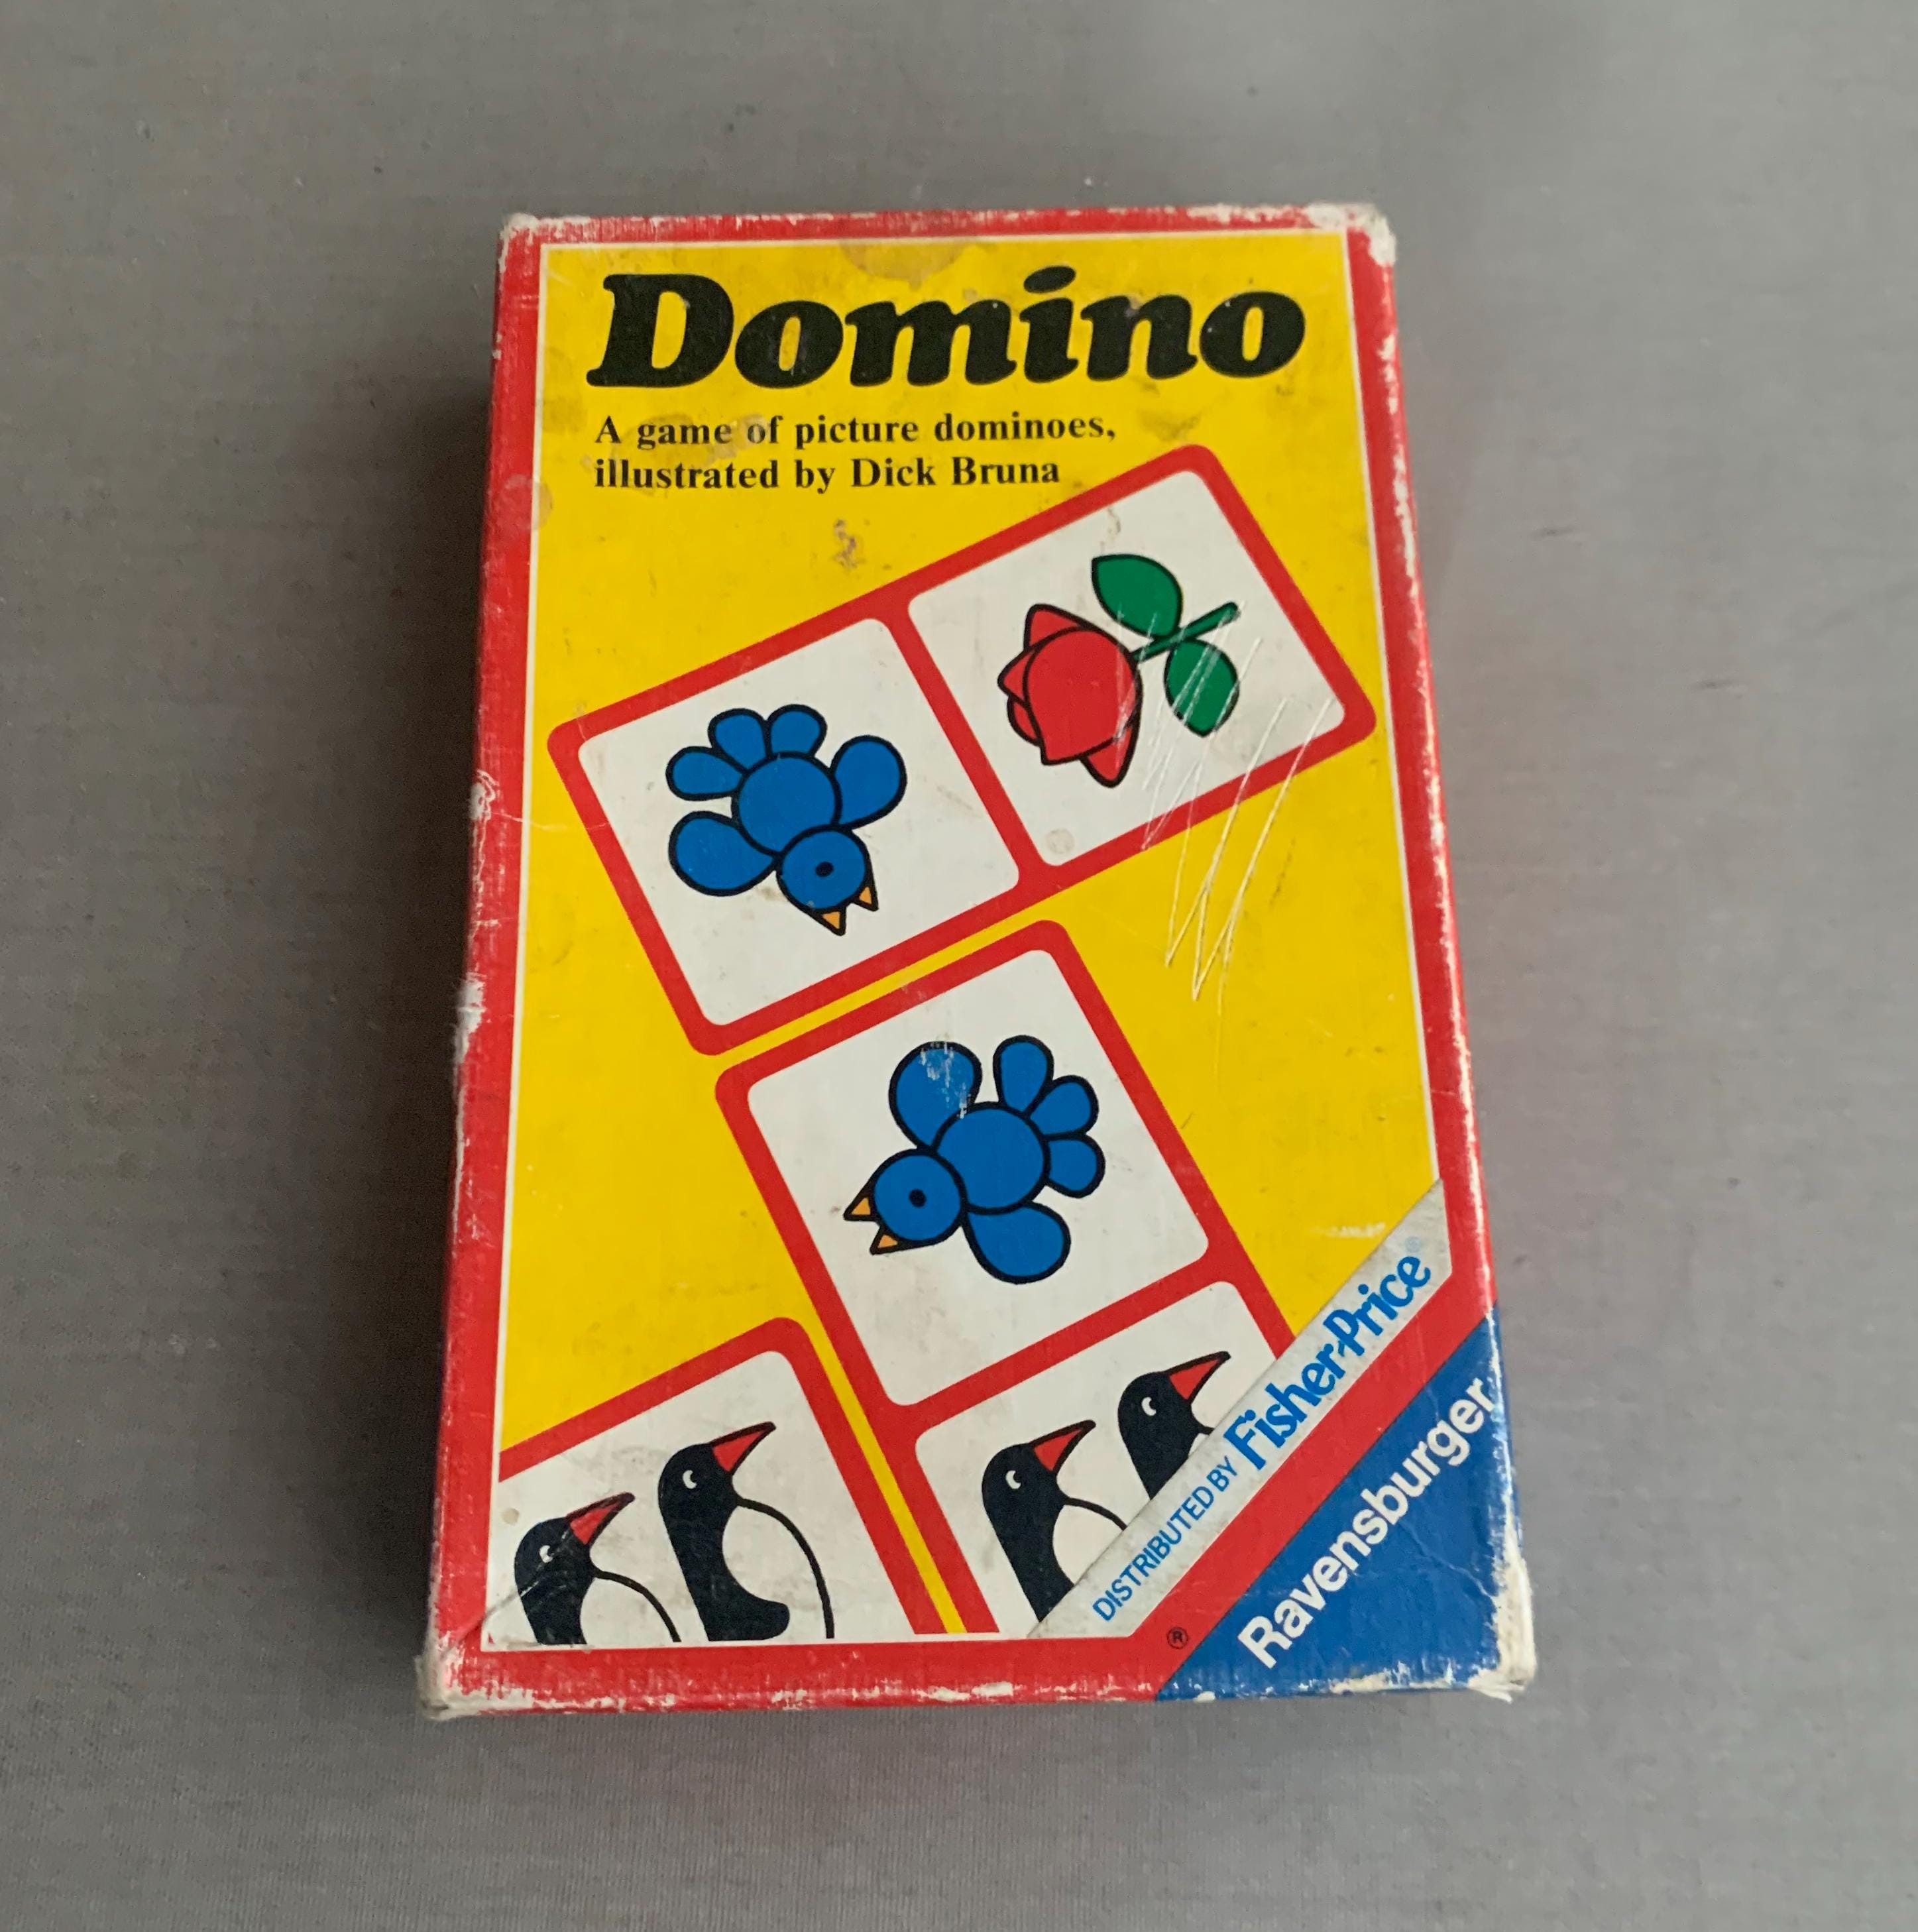 Domino
A game of picture dominoes,
illustrated by Dick Bruna
DISTRIBUTED BY Fisher-Price®
®
Ravensburger